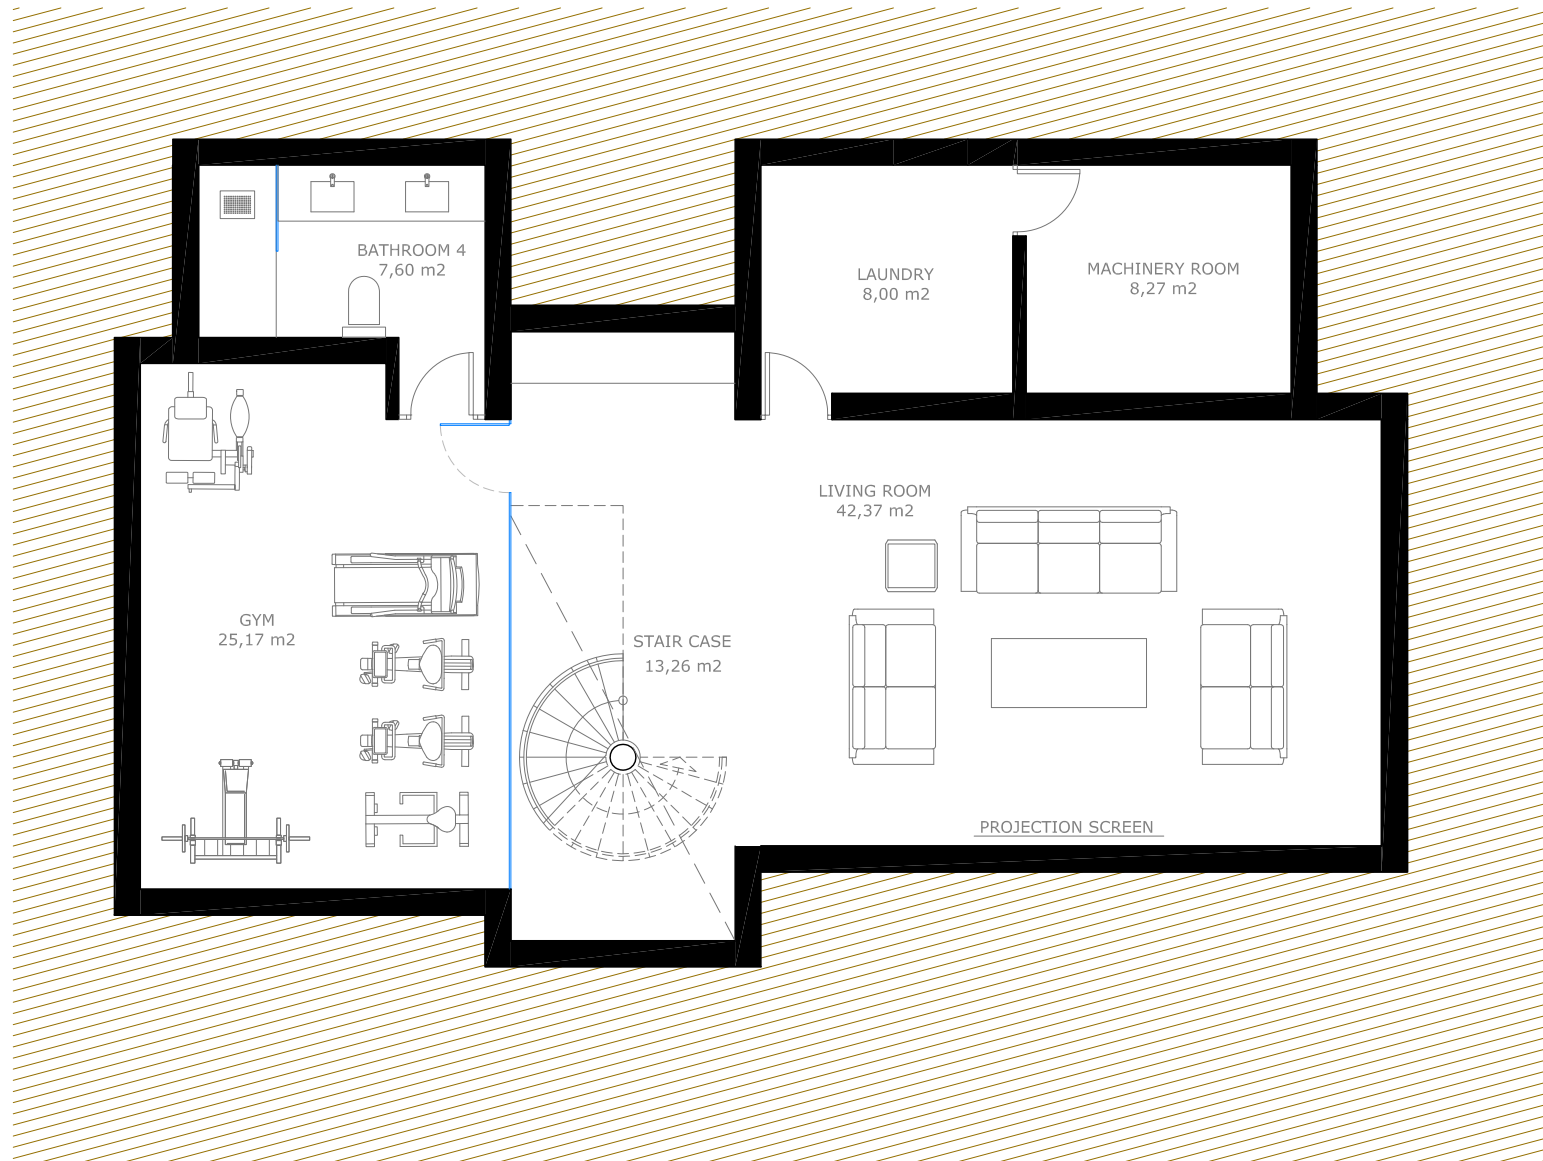 BATHROOM 4
7,60 m2
LAUNDRY
8,00 m2
MACHINERY ROOM
8,27 m2
LIVING ROOM
42,37 m2
GYM
25,17 m2
STAIR CASE
13,26 m2
PROJECTION SCREEN